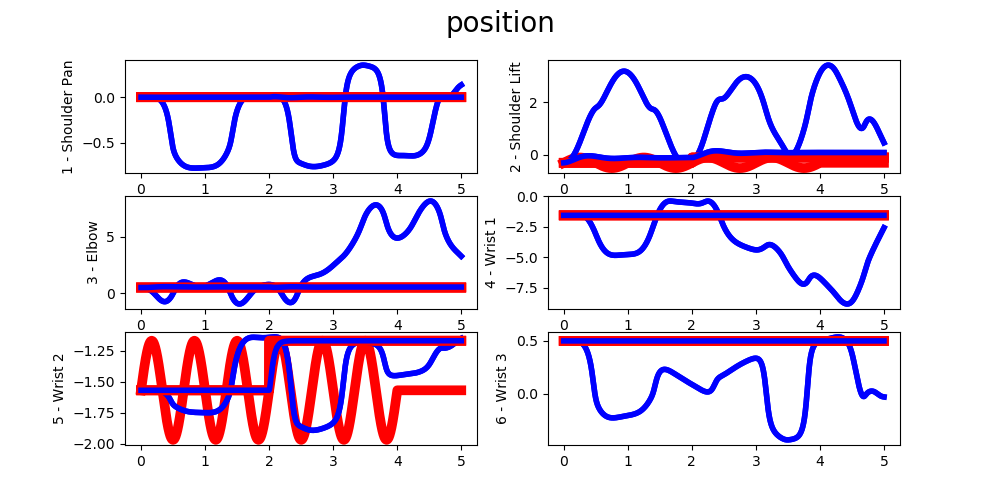 position
1 - Shoulder Pan
0.0
−0.5
0 1 2 3 4 5
2 - Shoulder Lift
2
0
0 1 2 3 4 5
3 - Elbow
5
0
0 1 2 3 4 5
4 - Wrist 1
0.0
−2.5
−5.0
−7.5
0 1 2 3 4 5
5 - Wrist 2
−1.25
−1.50
−1.75
−2.00
0 1 2 3 4 5
6 - Wrist 3
0.5
0.0
0 1 2 3 4 5